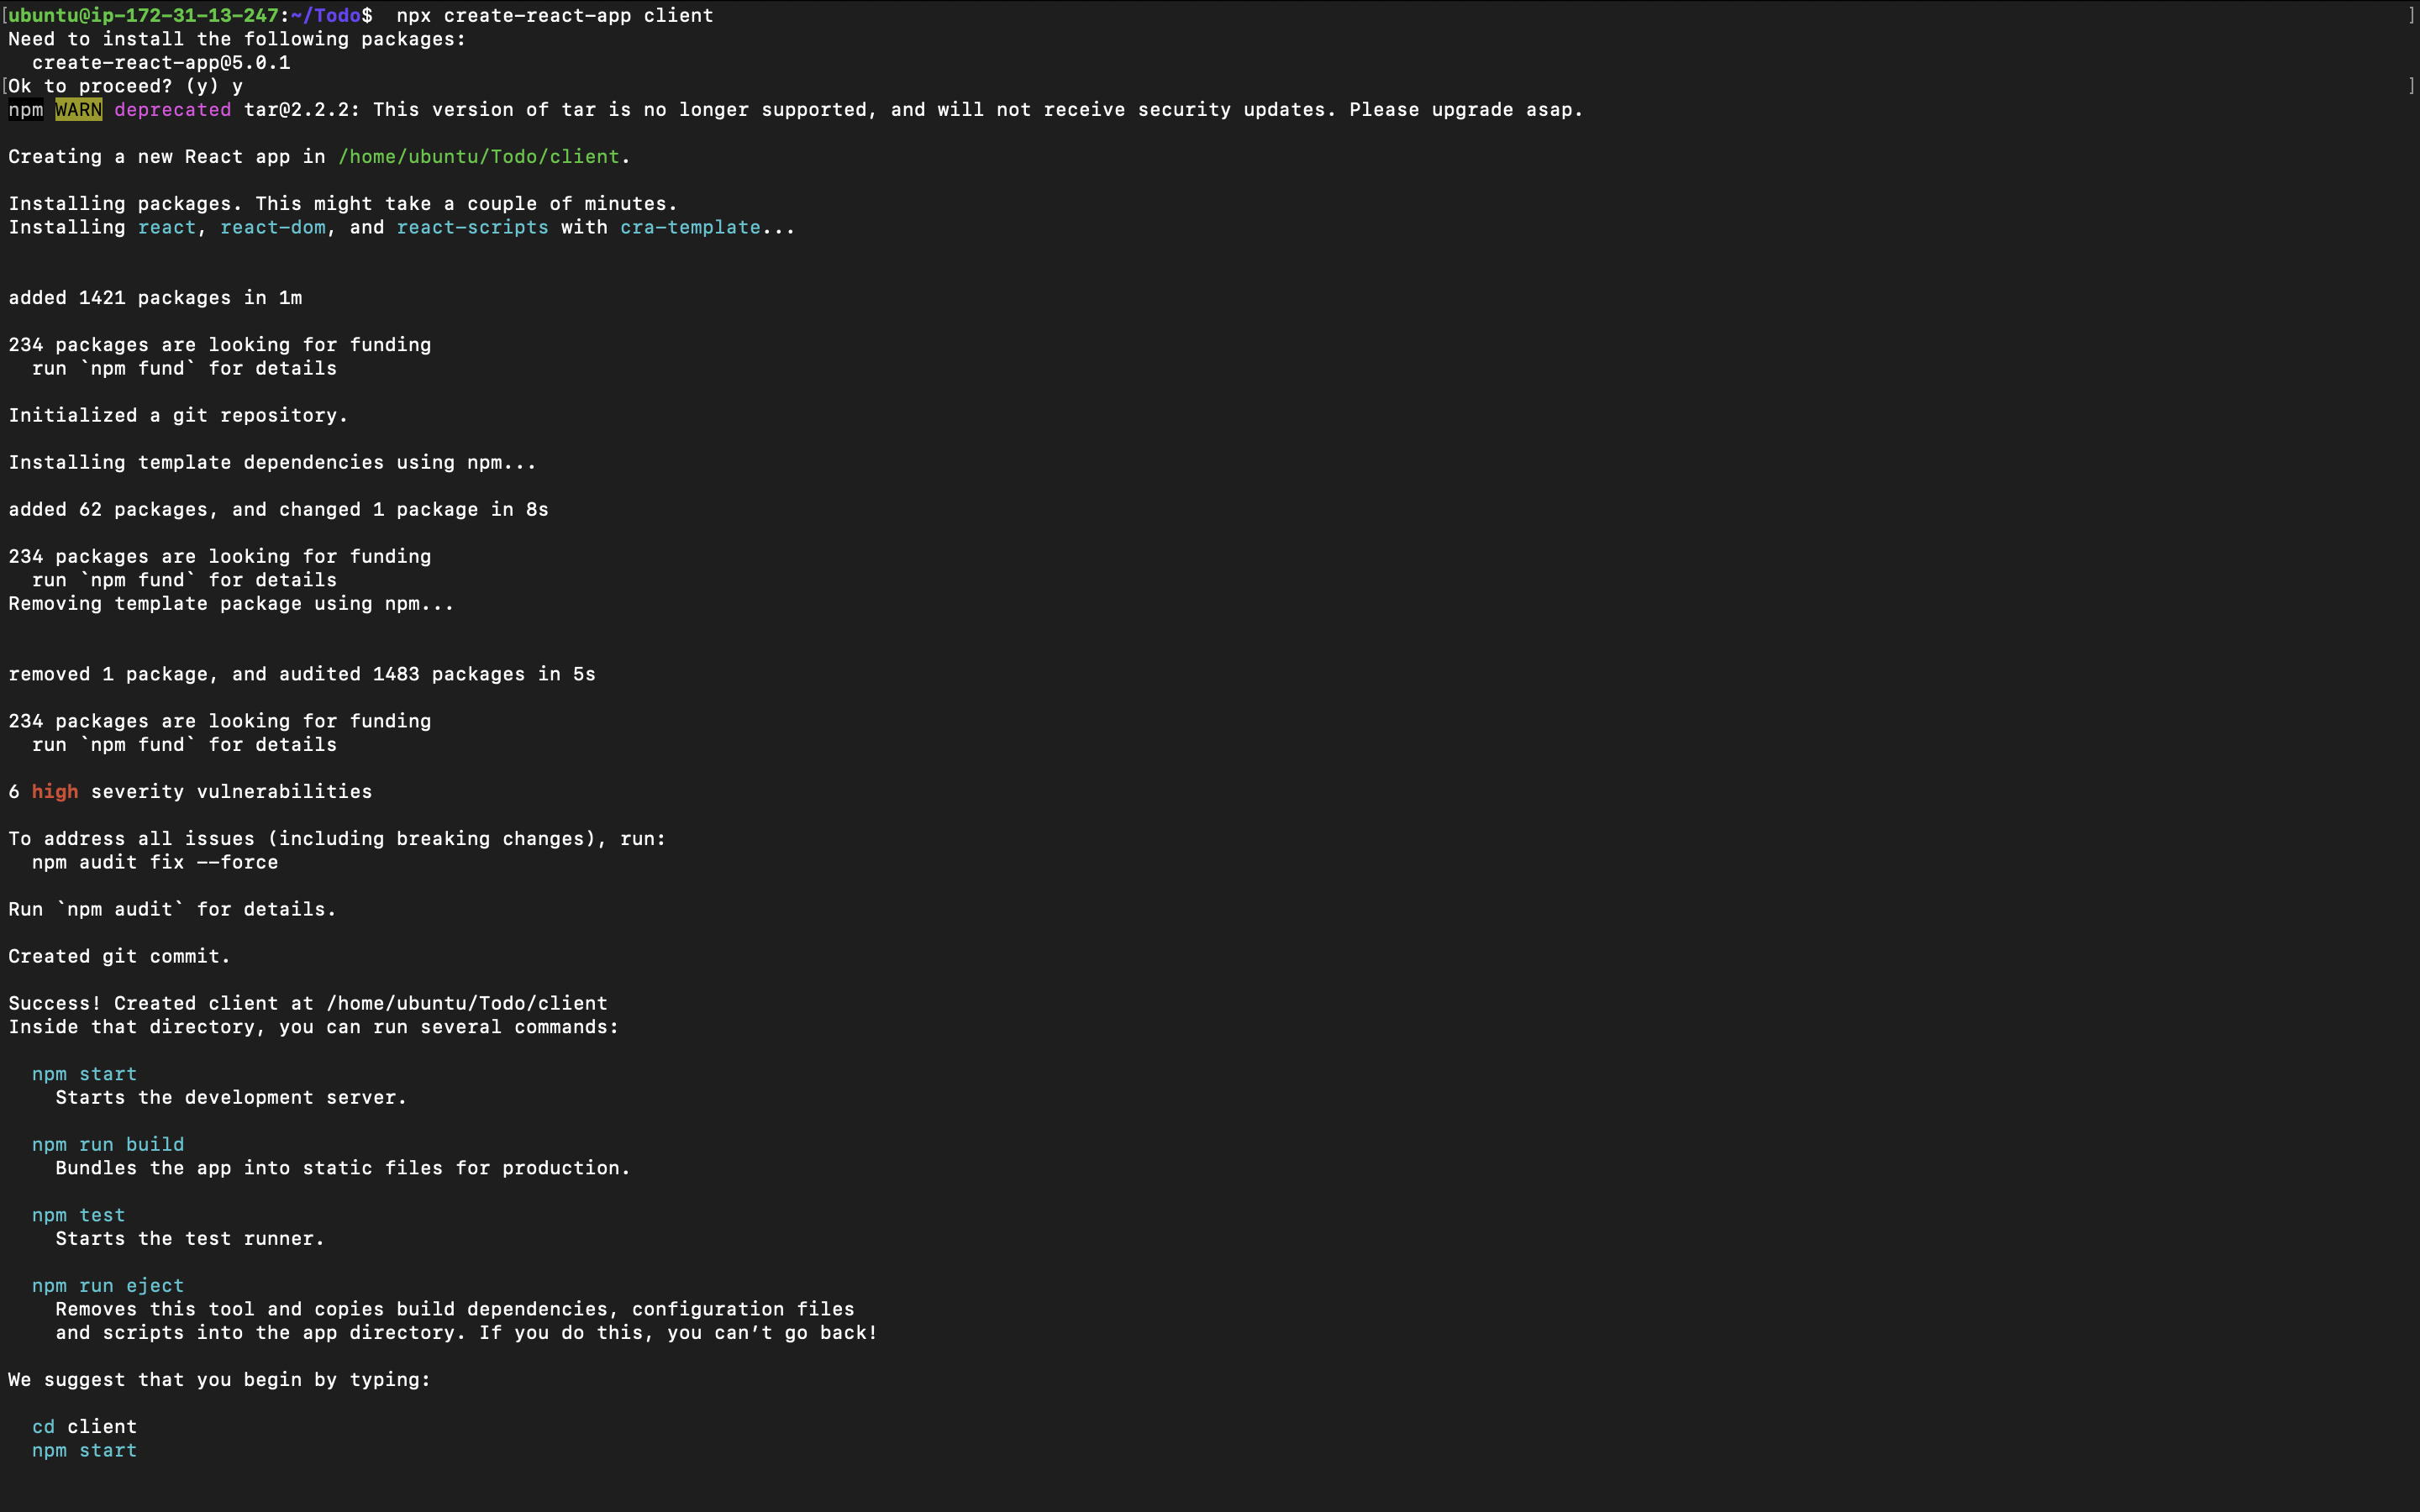 [ubuntu@ip-172-31-13-247:~/Todo$  npx create-react-app client ]
Need to install the following packages:
  create-react-app@5.0.1
[Ok to proceed? (y) y ]
npm WARN deprecated tar@2.2.2: This version of tar is no longer supported, and will not receive security updates. Please upgrade asap.
Creating a new React app in /home/ubuntu/Todo/client.
Installing packages. This might take a couple of minutes.
Installing react, react-dom, and react-scripts with cra-template...
added 1421 packages in 1m
234 packages are looking for funding
  run `npm fund` for details
Initialized a git repository.
Installing template dependencies using npm...
added 62 packages, and changed 1 package in 8s
234 packages are looking for funding
  run `npm fund` for details
Removing template package using npm...
removed 1 package, and audited 1483 packages in 5s
234 packages are looking for funding
  run `npm fund` for details
6 high severity vulnerabilities
To address all issues (including breaking changes), run:
  npm audit fix --force
Run `npm audit` for details.
Created git commit.
Success! Created client at /home/ubuntu/Todo/client
Inside that directory, you can run several commands:
  npm start
    Starts the development server.
  npm run build
    Bundles the app into static files for production.
  npm test
    Starts the test runner.
  npm run eject
    Removes this tool and copies build dependencies, configuration files
    and scripts into the app directory. If you do this, you can’t go back!
We suggest that you begin by typing:
  cd client
  npm start